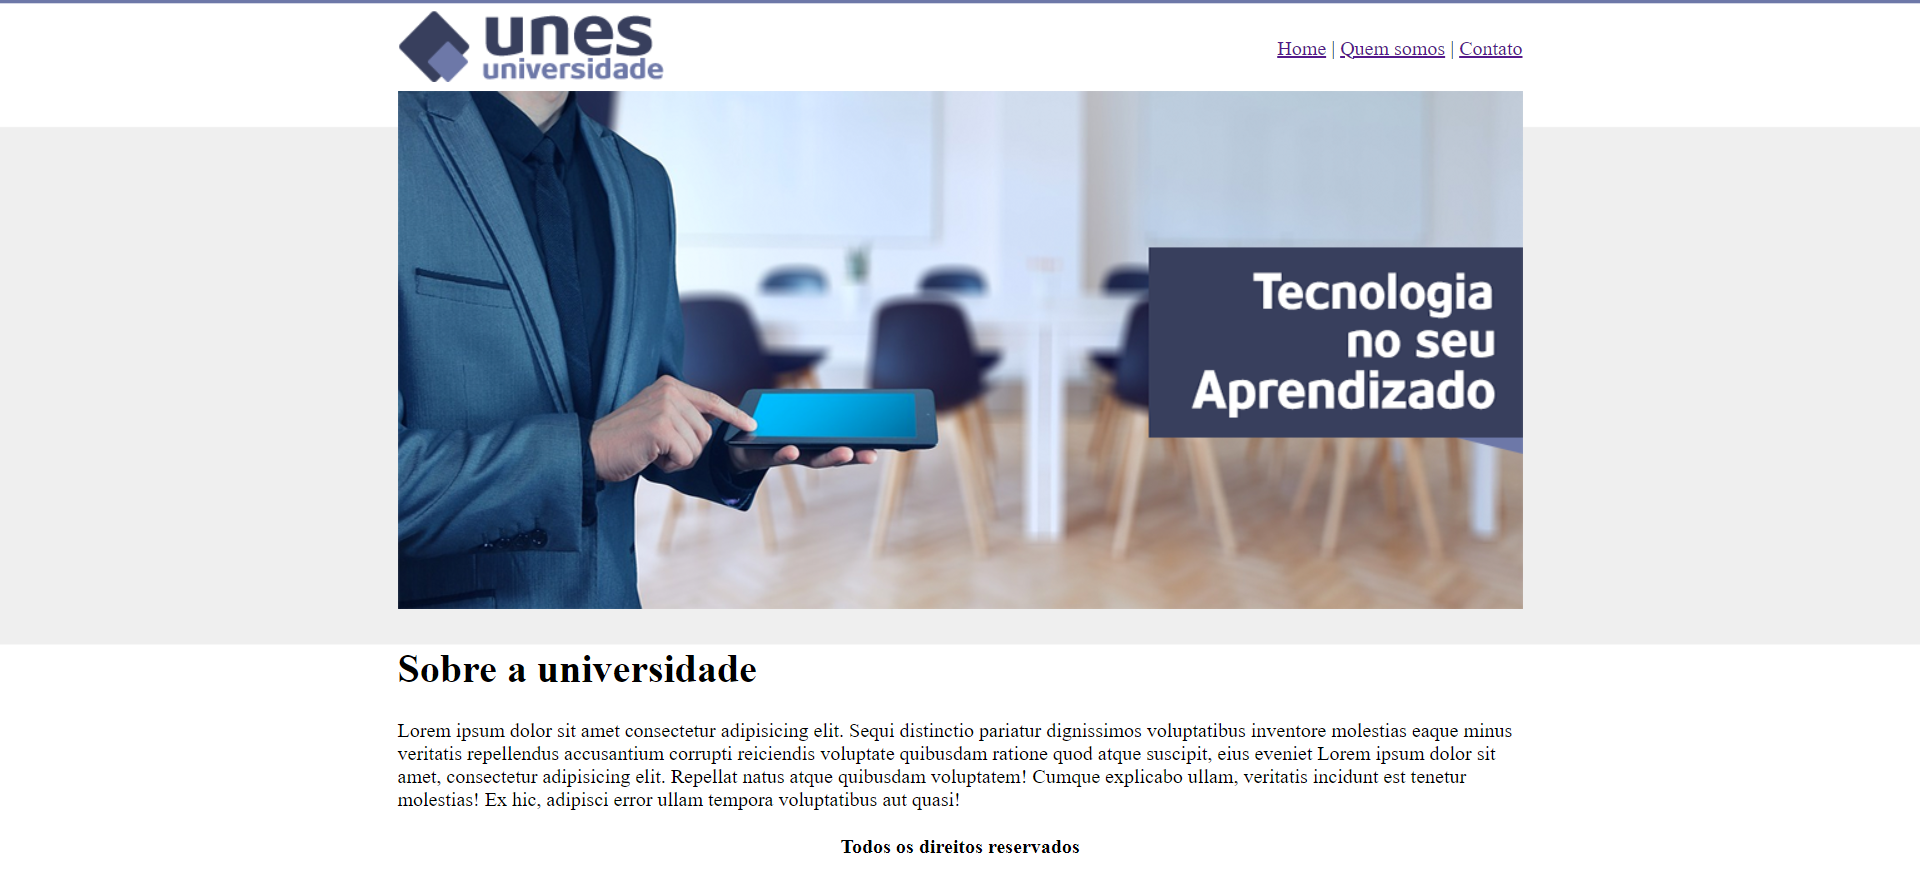 unes
universidade
Home | Quem somos | Contato
Tecnologia
no seu
Aprendizado
Sobre a universidade
Lorem ipsum dolor sit amet consectetur adipisicing elit. Sequi distinctio pariatur dignissimos voluptatibus inventore molestias eaque minus
veritatis repellendus accusantium corrupti reiciendis voluptate quibusdam ratione quod atque suscipit, eius eveniet Lorem ipsum dolor sit
amet, consectetur adipisicing elit. Repellat natus atque quibusdam voluptatem! Cumque explicabo ullam, veritatis incidunt est tenetur
molestias! Ex hic, adipisci error ullam tempora voluptatibus aut quasi!
Todos os direitos reservados